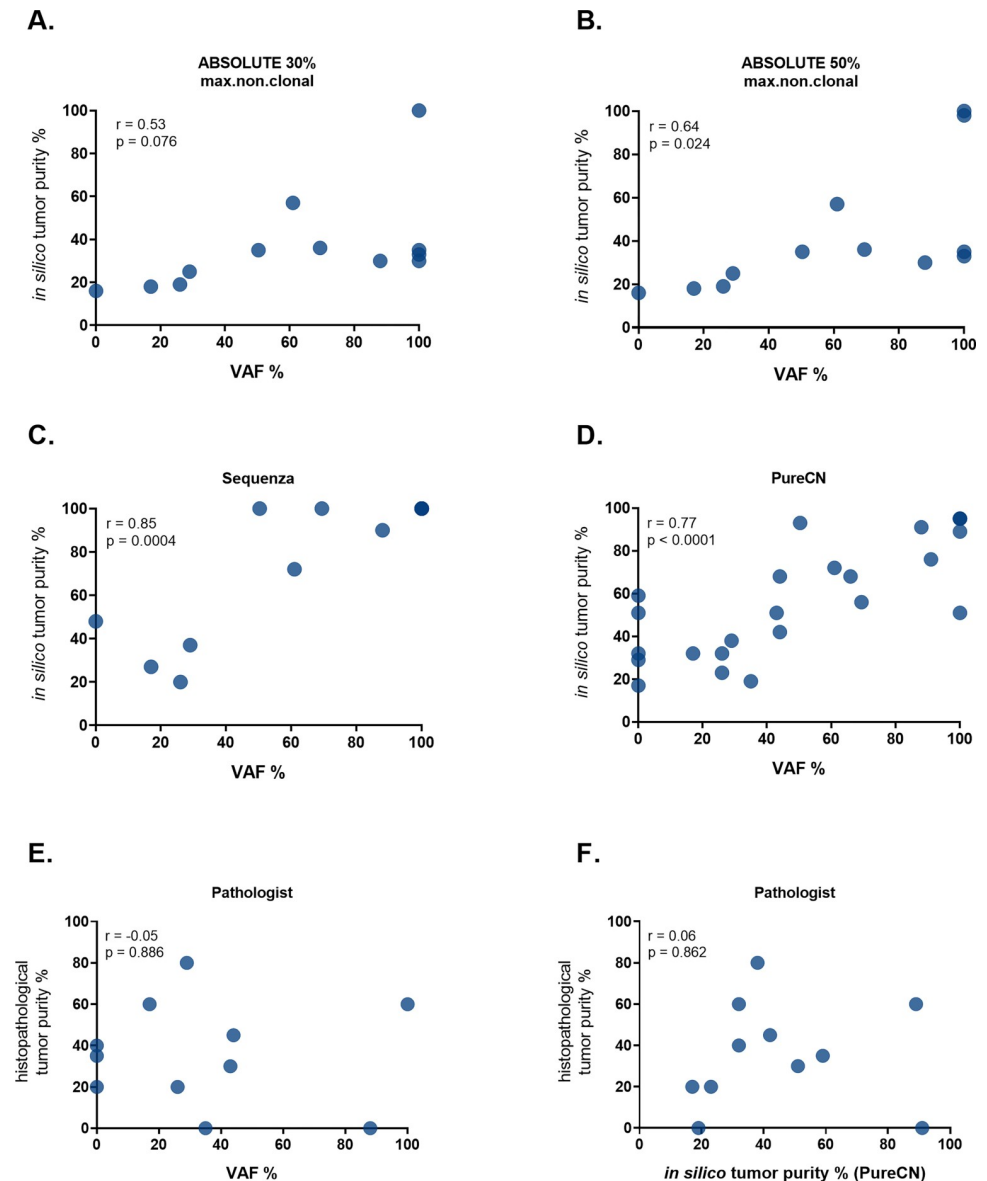 A.
ABSOLUTE 30%
max.non.clonal
r = 0.53
p = 0.076
in silico tumor purity %
100
80
60
40
20
0
0 20 40 60 80 100
VAF %
B.
ABSOLUTE 50%
max.non.clonal
r = 0.64
p = 0.024
in silico tumor purity %
100
80
60
40
20
0
0 20 40 60 80 100
VAF %
C.
Sequenza
r = 0.85
p = 0.0004
in silico tumor purity %
100
80
60
40
20
0
0 20 40 60 80 100
VAF %
D.
PureCN
r = 0.77
p < 0.0001
in silico tumor purity %
100
80
60
40
20
0
0 20 40 60 80 100
VAF %
E.
Pathologist
r = -0.05
p = 0.886
histopathological
tumor purity %
100
80
60
40
20
0
0 20 40 60 80 100
VAF %
F.
Pathologist
r = 0.06
p = 0.862
histopathological
tumor purity %
100
80
60
40
20
0
0 20 40 60 80 100
in silico tumor purity % (PureCN)